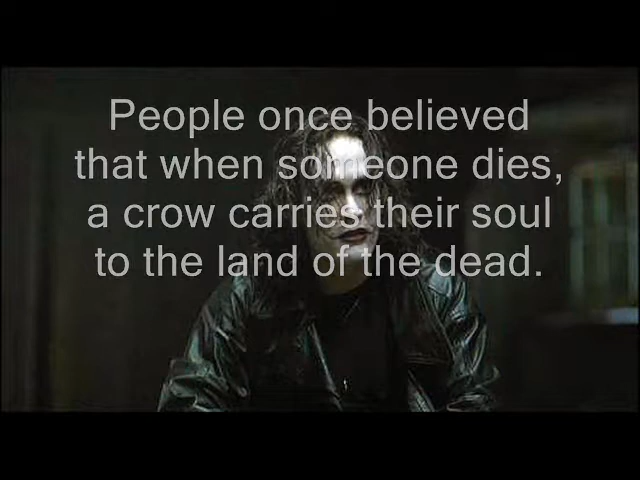 People once believed
that when someone dies,
a crow carries their soul
to the land of the dead.